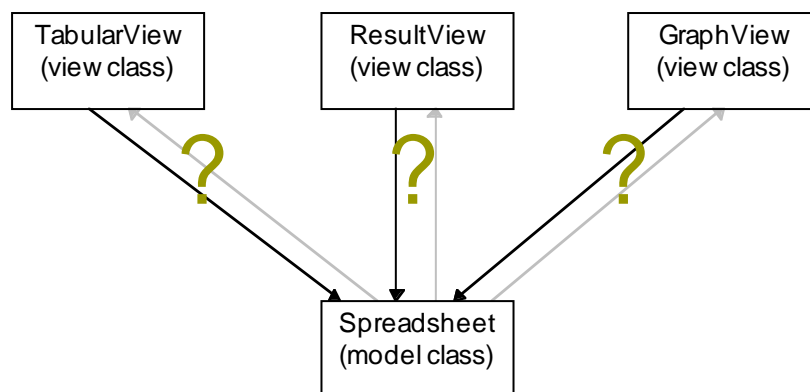 TabularView
(view class)
ResultView
(view class)
GraphView
(view class)
?
?
?
Spreadsheet
(model class)